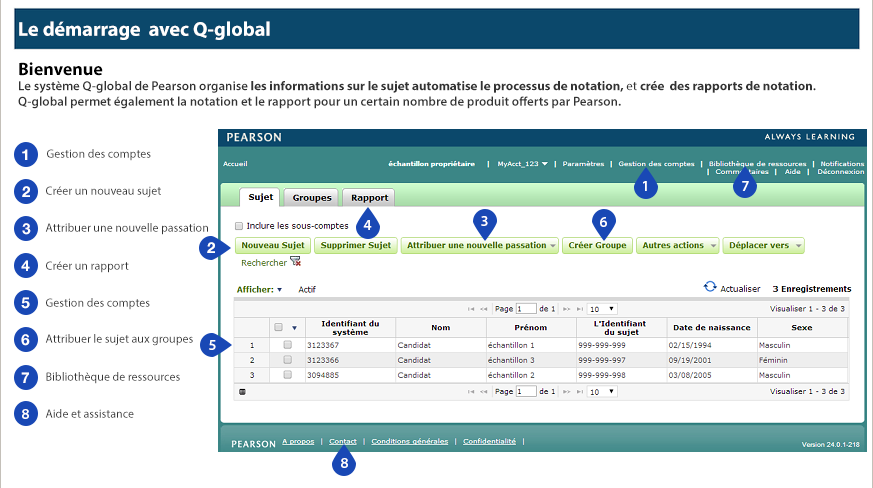 Le démarrage avec Q-global
Bienvenue
Le système Q-global de Pearson organise les informations sur le sujet automatise le processus de notation, et crée des rapports de notation.
Q-global permet également la notation et le rapport pour un certain nombre de produit offerts par Pearson.
1 Gestion des comptes
2 Créer un nouveau sujet
3 Attribuer une nouvelle passation
4 Créer un rapport
5 Gestion des comptes
6 Attribuer le sujet aux groupes
7 Bibliothèque de ressources
8 Aide et assistance
PEARSON ALWAYS LEARNING
Accueil échantillon propriétaire | MyAcct_123 | Paramètres | Gestion des comptes | Bibliothèque de ressources | Notifications
| Commentaires | Aide | Déconnexion
1 7
Sujet Groupes Rapport
4 3 6
Inclure les sous-comptes
2 Nouveau Sujet Supprimer Sujet Attribuer une nouvelle passation Créer Groupe Autres actions Déplacer vers
Rechercher
Afficher: Actif Actualiser 3 Enregistrements
Page 1 de 1 10 Visualiser 1 - 3 de 3
Identifiant du système Nom Prénom L'Identifiant du sujet Date de naissance Sexe
5 1 3123367 Candidat échantillon 1 999-999-999 02/15/1994 Masculin
2 3123366 Candidat échantillon 3 999-999-997 09/19/2001 Féminin
3 3094885 Candidat échantillon 2 999-999-998 03/08/2005 Masculin
Page 1 de 1 10 Visualiser 1 - 3 de 3
PEARSON A propos | Contact | Conditions générales | Confidentialité | Version 24.0.1-218
8